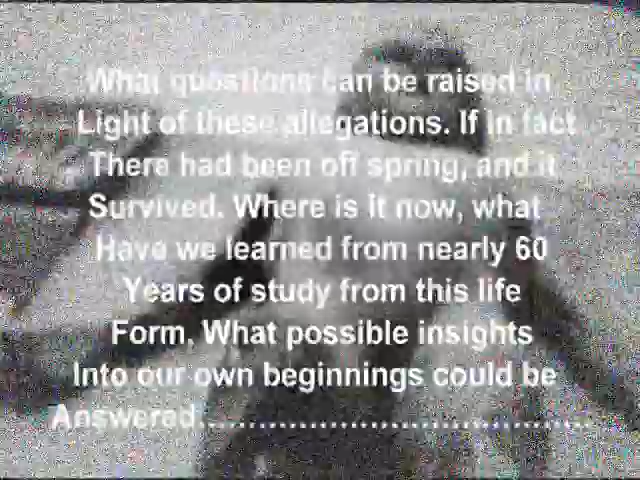 What questions can be raised in
Light of these allegations. If in fact
There had been off spring, and it
Survived. Where is it now, what
Have we learned from nearly 60
Years of study from this life
Form. What possible insights
Into our own beginnings could be
Answered.............................................